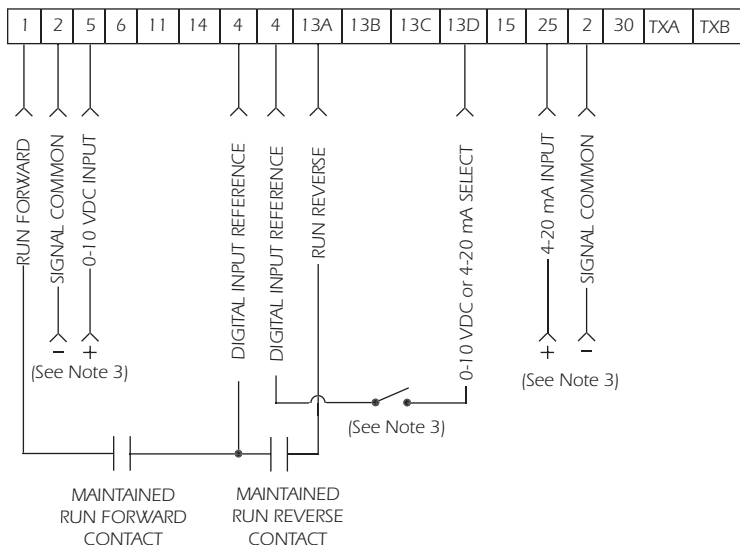 1 2 5 6 11 14 4 4 13A 13B 13C 13D 15 25 2 30 TXA TXB
RUN FORWARD
SIGNAL COMMON
0-10 VDC INPUT
DIGITAL INPUT REFERENCE
DIGITAL INPUT REFERENCE
RUN REVERSE
0-10 VDC or 4-20 mA SELECT
4-20 mA INPUT
SIGNAL COMMON
– +
(See Note 3)
+ –
(See Note 3)
(See Note 3)
MAINTAINED
RUN FORWARD
CONTACT
MAINTAINED
RUN REVERSE
CONTACT